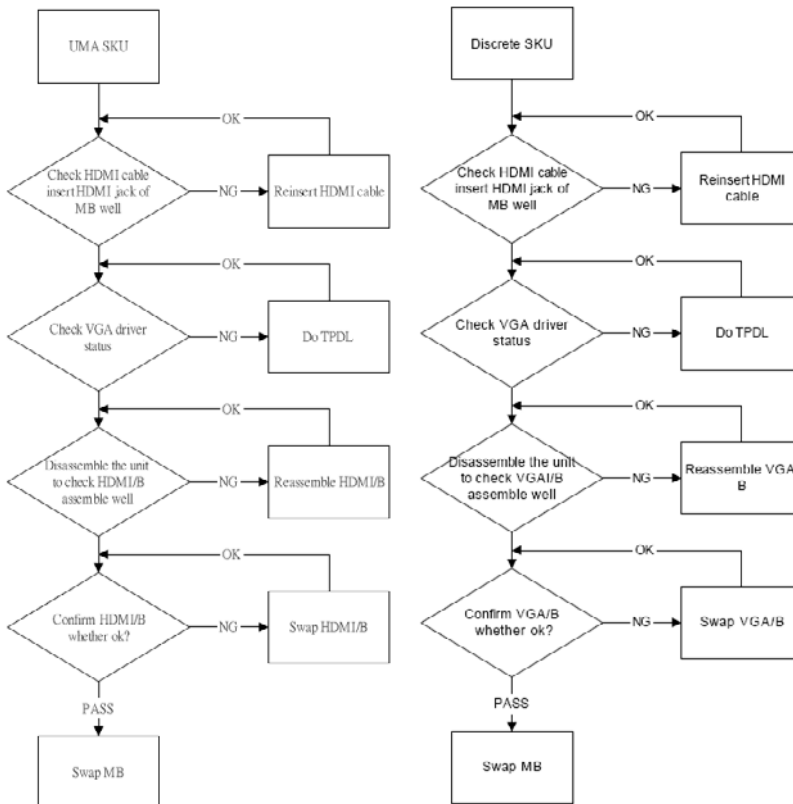 UMA SKU
OK
Check HDMI cable
insert HDMI jack of
MB well
NG
Reinsert HDMI cable
OK
Check VGA driver
status
NG
Do TPDL
OK
Disassemble the unit
to check HDMI/B
assemble well
NG
Reassemble HDMI/B
OK
Confirm HDMI/B
whether ok?
NG
Swap HDMI/B
PASS
Swap MB
Discrete SKU
OK
Check HDMI cable
insert HDMI jack of
MB well
NG
Reinsert HDMI
cable
OK
Check VGA driver
status
NG
Do TPDL
OK
Disassemble the unit
to check VGAI/B
assemble well
NG
Reassemble VGA/
B
OK
Confirm VGA/B
whether ok?
NG
Swap VGA/B
PASS
Swap MB